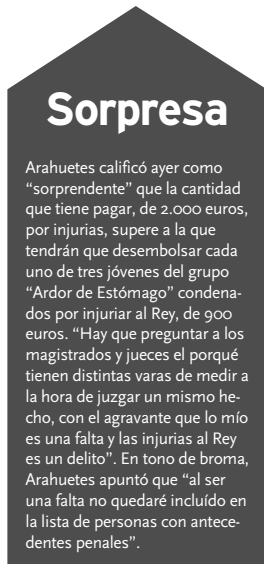 Sorpresa
Arahuetes calificó ayer como
“sorprendente” que la cantidad
que tiene pagar, de 2.000 euros,
por injurias, supere a la que
tendrán que desembolsar cada
uno de tres jóvenes del grupo
“Ardor de Estómago” condena-
dos por injuriar al Rey, de 900
euros. “Hay que preguntar a los
magistrados y jueces el porqué
tienen distintas varas de medir a
la hora de juzgar un mismo he-
cho, con el agravante que lo mío
es una falta y las injurias al Rey
es un delito”. En tono de broma,
Arahuetes apuntó que “al ser
una falta no quedaré incluído en
la lista de personas con antece-
dentes penales”.